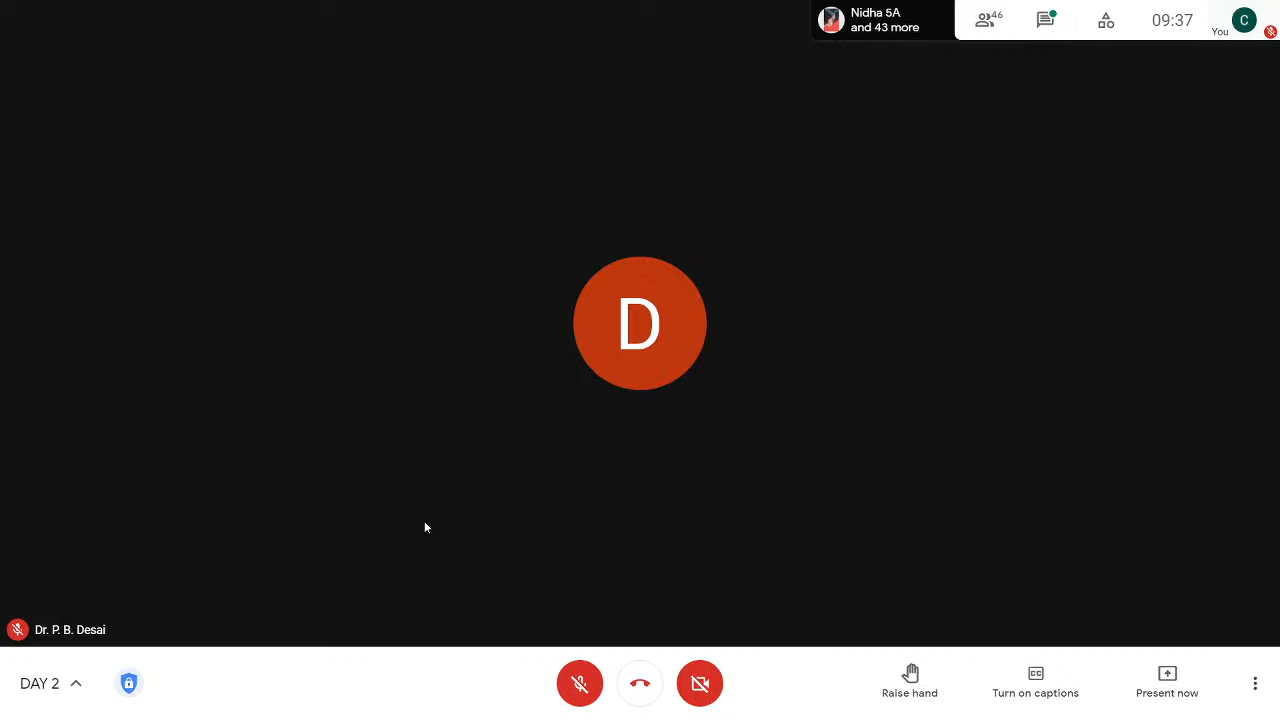 Nidha 5A
and 43 more
46
09:37
You
C
D
Dr. P. B. Desai
DAY 2
CC
Raise hand
Turn on captions
Present now